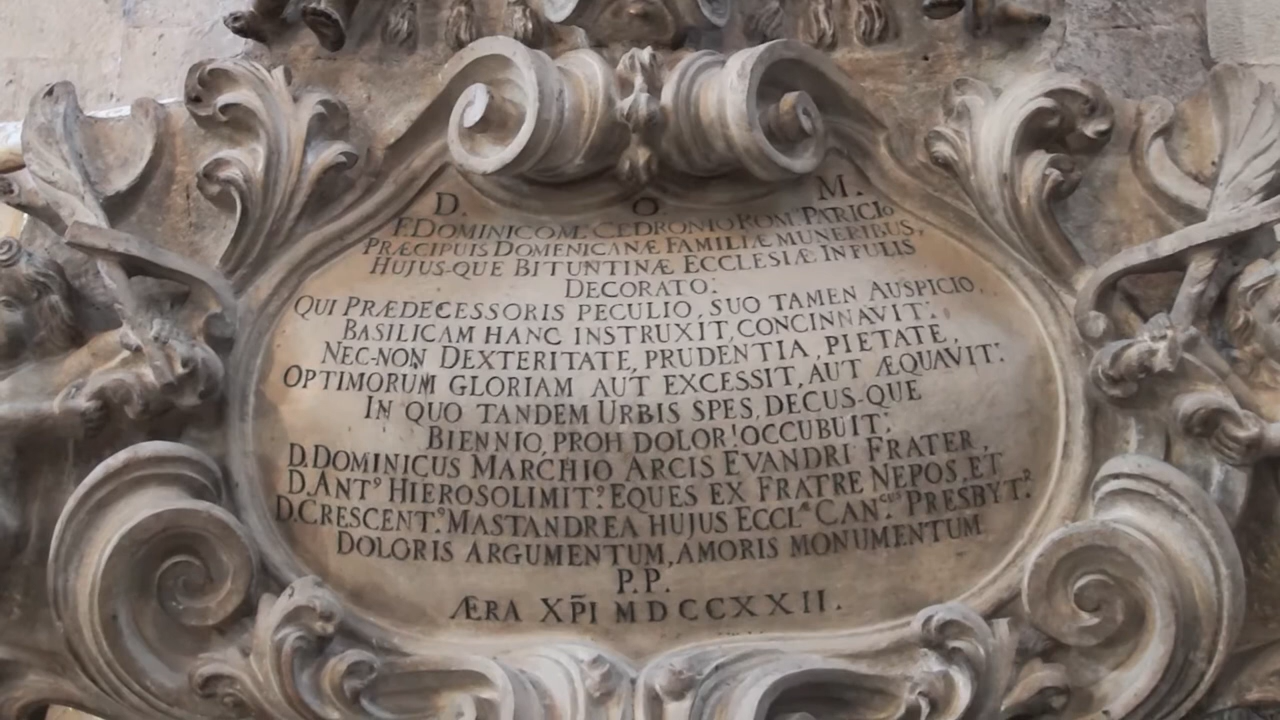 D. O. M.
F. DOMINICO M. CEDRONIO ROM. PATRICIO
PRÆCIPUIS DOMENICANÆ FAMILIÆ MUNERIBUS,
HUJUS-QUE BITUNTINÆ ECCLESIÆ INFULIS
DECORATO:
QUI PRÆDECESSORIS PECULIO, SUO TAMEN AUSPICIO,
BASILICAM HANC INSTRUXIT, CONCINNAVIT:
NEC-NON DEXTERITATE, PRUDENTIA, PIETATE,
OPTIMORUM GLORIAM AUT EXCESSIT, AUT ÆQUAVIT:
IN QUO TANDEM URBIS SPES, DECUS-QUE
BIENNIO, PROH DOLOR! OCCUBUIT:
D. DOMINICUS MARCHIO ARCIS EVANDRI FRATER,
D. ANT.º HIEROSOLIMIT.º EQUES EX FRATRE NEPOS, ET
D. CRESCENT.º MASTANDREA HUJUS ECCL.æ CAN.cus PRESBYT.R
DOLORIS ARGUMENTUM, AMORIS MONUMENTUM
P.P.
ÆRA XP̃I MDCCXXII.